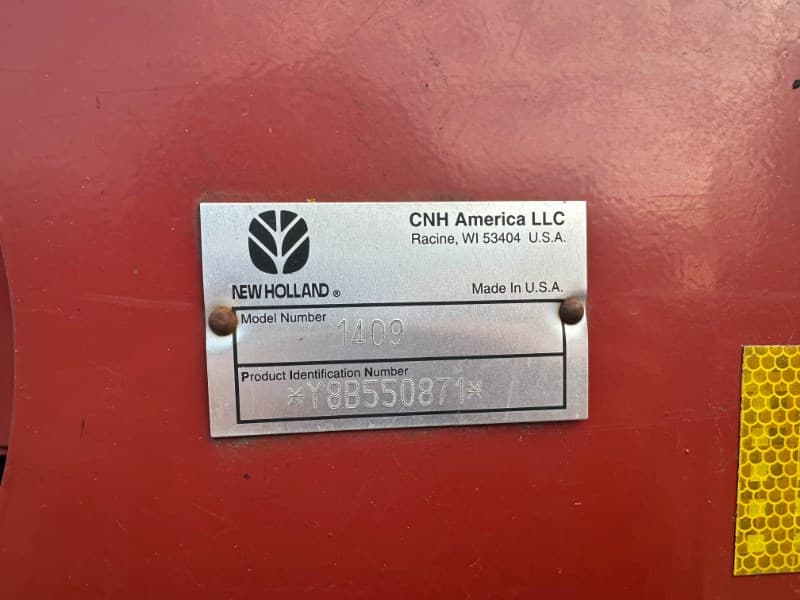 CNH America LLC
Racine, WI 53404 U.S.A.
NEW HOLLAND ®
Made In U.S.A.
Model Number
1409
Product Identification Number
*Y8B550871*